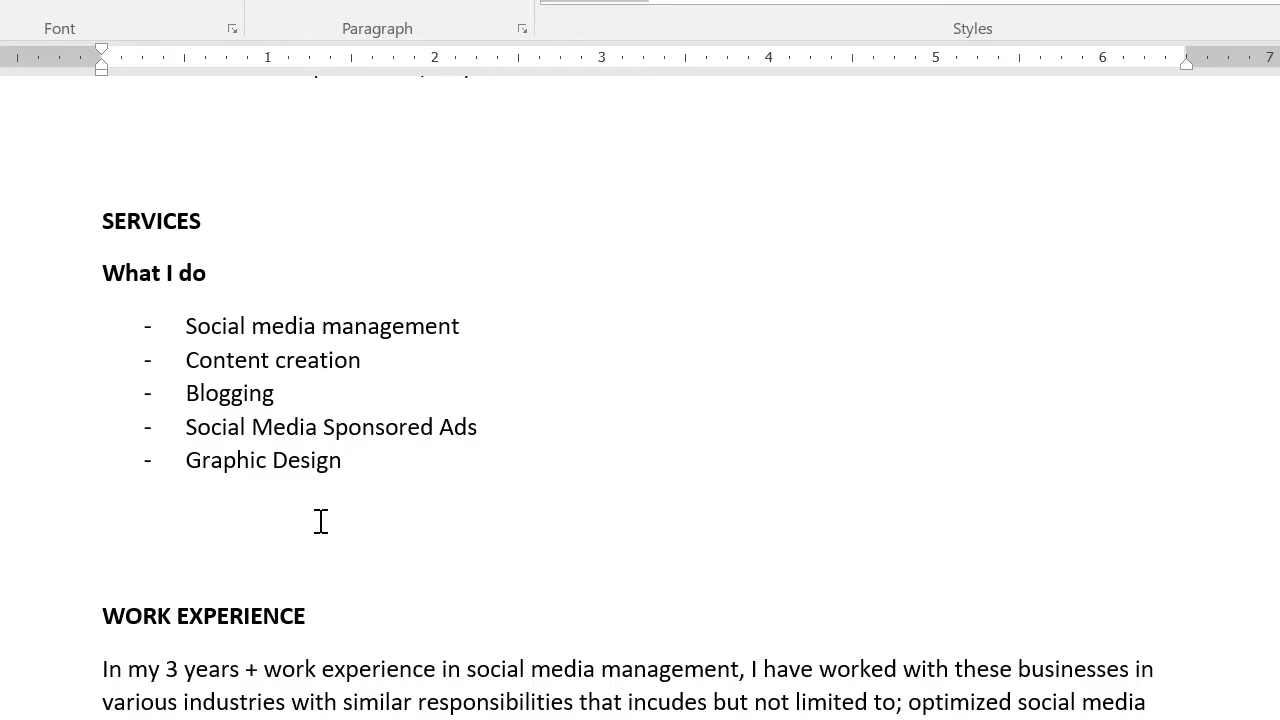 Font Paragraph Styles
1 2 3 4 5 6 7
SERVICES
What I do
- Social media management
- Content creation
- Blogging
- Social Media Sponsored Ads
- Graphic Design
WORK EXPERIENCE
In my 3 years + work experience in social media management, I have worked with these businesses in
various industries with similar responsibilities that incudes but not limited to; optimized social media